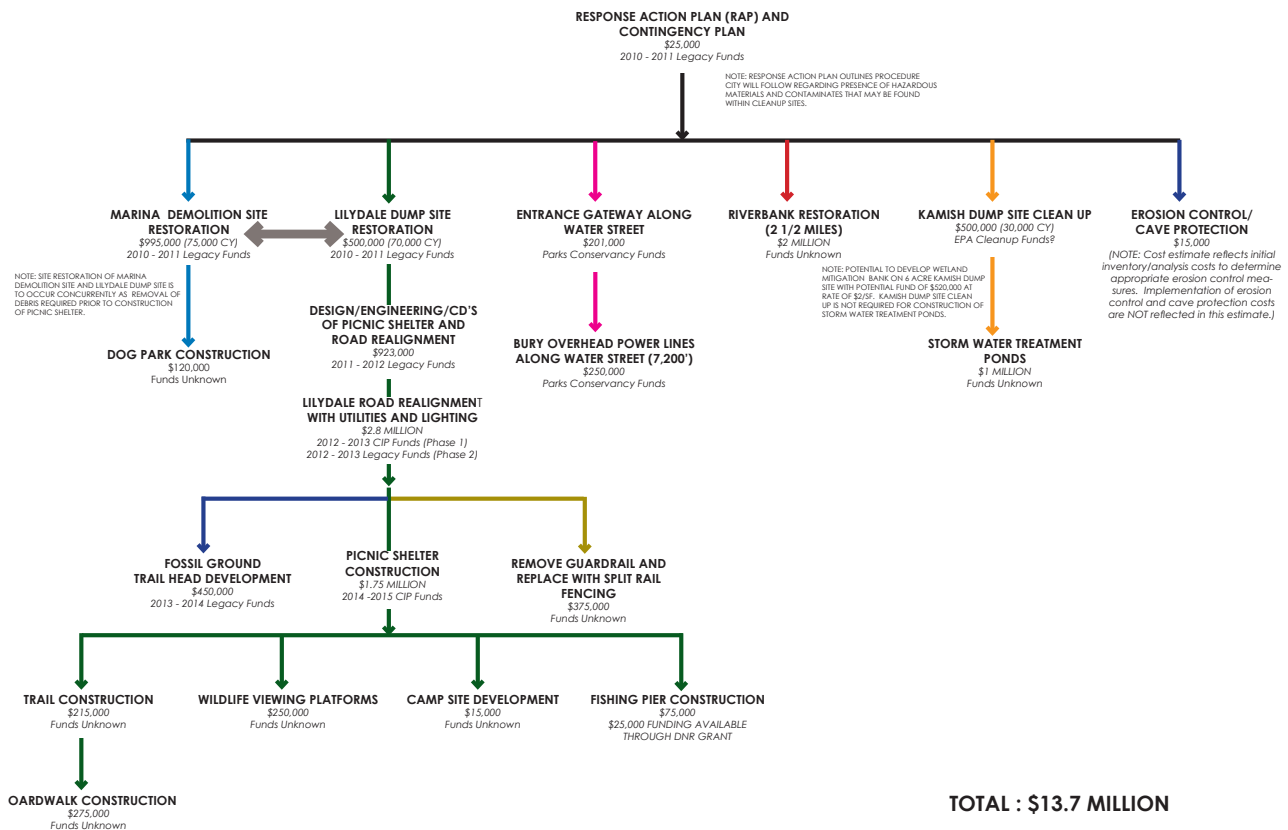 RESPONSE ACTION PLAN (RAP) AND
CONTINGENCY PLAN
$25,000
2010 - 2011 Legacy Funds
NOTE: RESPONSE ACTION PLAN OUTLINES PROCEDURE
CITY WILL FOLLOW REGARDING PRESENCE OF HAZARDOUS
MATERIALS AND CONTAMINATES THAT MAY BE FOUND
WITHIN CLEANUP SITES.
MARINA DEMOLITION SITE
RESTORATION
$995,000 (75,000 CY)
2010 - 2011 Legacy Funds
NOTE: SITE RESTORATION OF MARINA
DEMOLITION SITE AND LILYDALE DUMP SITE IS
TO OCCUR CONCURRENTLY AS REMOVAL OF
DEBRIS REQUIRED PRIOR TO CONSTRUCTION
OF PICNIC SHELTER.
DOG PARK CONSTRUCTION
$120,000
Funds Unknown
LILYDALE DUMP SITE
RESTORATION
$500,000 (70,000 CY)
2010 - 2011 Legacy Funds
DESIGN/ENGINEERING/CD'S
OF PICNIC SHELTER AND
ROAD REALIGNMENT
$923,000
2011 - 2012 Legacy Funds
LILYDALE ROAD REALIGNMENT
WITH UTILITIES AND LIGHTING
$2.8 MILLION
2012 - 2013 CIP Funds (Phase 1)
2012 - 2013 Legacy Funds (Phase 2)
ENTRANCE GATEWAY ALONG
WATER STREET
$201,000
Parks Conservancy Funds
BURY OVERHEAD POWER LINES
ALONG WATER STREET (7,200')
$250,000
Parks Conservancy Funds
RIVERBANK RESTORATION
(2 1/2 MILES)
$2 MILLION
Funds Unknown
KAMISH DUMP SITE CLEAN UP
$500,000 (30,000 CY)
EPA Cleanup Funds?
NOTE: POTENTIAL TO DEVELOP WETLAND
MITIGATION BANK ON 6 ACRE KAMISH DUMP
SITE WITH POTENTIAL FUND OF $520,000 AT
RATE OF $2/SF. KAMISH DUMP SITE CLEAN
UP IS NOT REQUIRED FOR CONSTRUCTION OF
STORM WATER TREATMENT PONDS.
STORM WATER TREATMENT
PONDS
$1 MILLION
Funds Unknown
EROSION CONTROL/
CAVE PROTECTION
$15,000
(NOTE: Cost estimate reflects initial
inventory/analysis costs to determine
appropriate erosion control mea-
sures. Implementation of erosion
control and cave protection costs
are NOT reflected in this estimate.)
FOSSIL GROUND
TRAIL HEAD DEVELOPMENT
$450,000
2013 - 2014 Legacy Funds
PICNIC SHELTER
CONSTRUCTION
$1.75 MILLION
2014 -2015 CIP Funds
REMOVE GUARDRAIL AND
REPLACE WITH SPLIT RAIL
FENCING
$375,000
Funds Unknown
TRAIL CONSTRUCTION
$215,000
Funds Unknown
WILDLIFE VIEWING PLATFORMS
$250,000
Funds Unknown
CAMP SITE DEVELOPMENT
$15,000
Funds Unknown
FISHING PIER CONSTRUCTION
$75,000
$25,000 FUNDING AVAILABLE
THROUGH DNR GRANT
OARDWALK CONSTRUCTION
$275,000
Funds Unknown
TOTAL : $13.7 MILLION